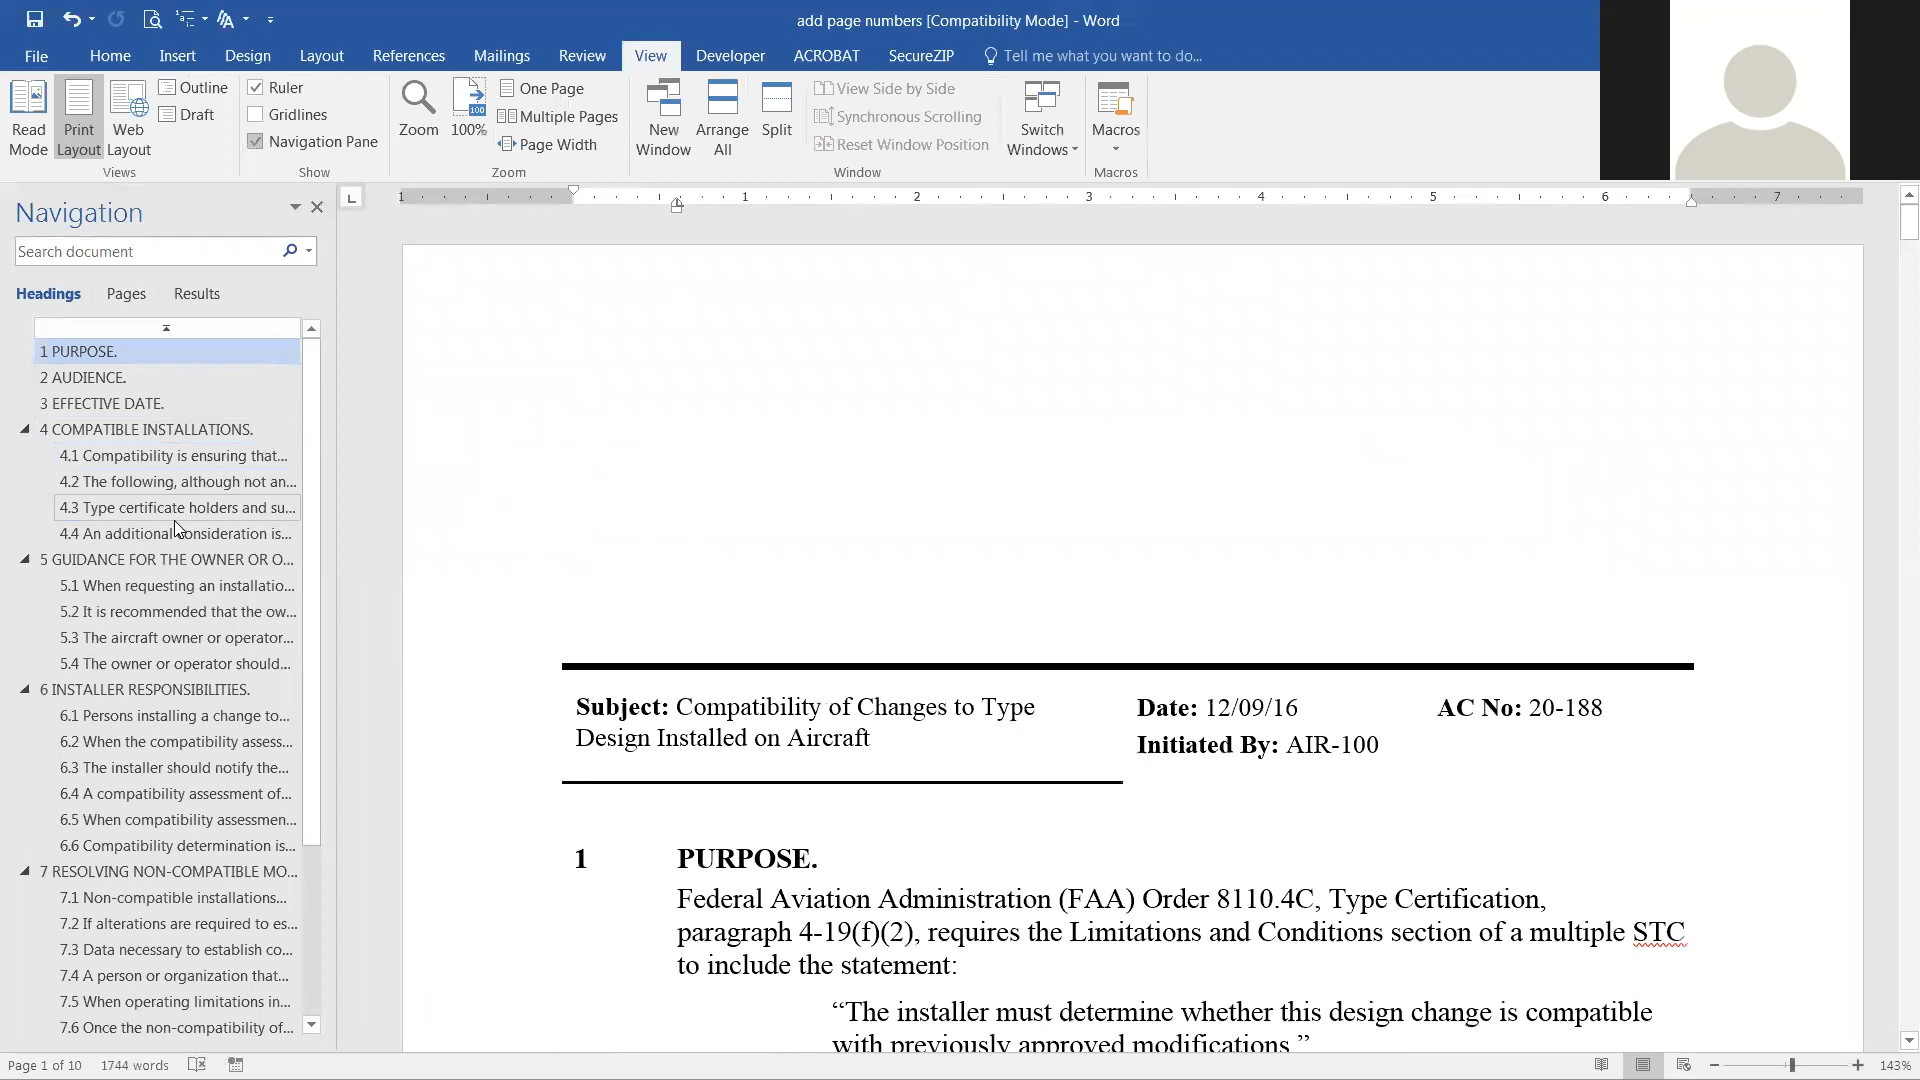 add page numbers [Compatibility Mode] - Word
File Home Insert Design Layout References Mailings Review View Developer ACROBAT SecureZIP Tell me what you want to do...
Read Mode
Print Layout
Web Layout
Outline
Draft
Views
Ruler
Gridlines
Navigation Pane
Show
Zoom
100
100%
One Page
Multiple Pages
Page Width
Zoom
New Window
Arrange All
Split
View Side by Side
Synchronous Scrolling
Reset Window Position
Window
Switch Windows
Macros
Macros
Navigation
Search document
Headings Pages Results
1 PURPOSE.
2 AUDIENCE.
3 EFFECTIVE DATE.
4 COMPATIBLE INSTALLATIONS.
4.1 Compatibility is ensuring that...
4.2 The following, although not an...
4.3 Type certificate holders and su...
4.4 An additional consideration is...
5 GUIDANCE FOR THE OWNER OR O...
5.1 When requesting an installatio...
5.2 It is recommended that the ow...
5.3 The aircraft owner or operator...
5.4 The owner or operator should...
6 INSTALLER RESPONSIBILITIES.
6.1 Persons installing a change to...
6.2 When the compatibility assess...
6.3 The installer should notify the...
6.4 A compatibility assessment of...
6.5 When compatibility assessmen...
6.6 Compatibility determination is...
7 RESOLVING NON-COMPATIBLE MO...
7.1 Non-compatible installations...
7.2 If alterations are required to es...
7.3 Data necessary to establish co...
7.4 A person or organization that...
7.5 When operating limitations in...
7.6 Once the non-compatibility of...
1 1 2 3 4 5 6 7
Subject: Compatibility of Changes to Type
Design Installed on Aircraft
Date: 12/09/16
Initiated By: AIR-100
AC No: 20-188
1 PURPOSE.
Federal Aviation Administration (FAA) Order 8110.4C, Type Certification,
paragraph 4-19(f)(2), requires the Limitations and Conditions section of a multiple STC
to include the statement:
“The installer must determine whether this design change is compatible
with previously approved modifications.”
Page 1 of 10 1744 words
143%